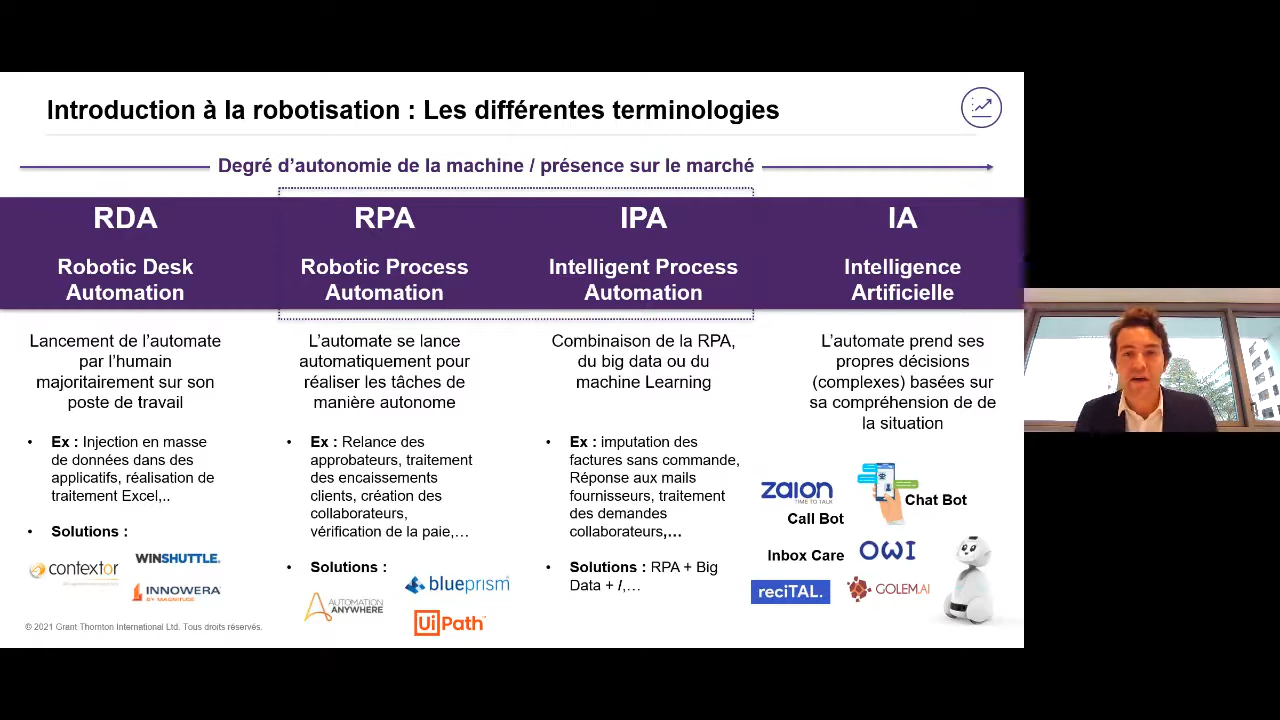 Introduction à la robotisation : Les différentes terminologies
Degré d’autonomie de la machine / présence sur le marché
RDA
Robotic Desk
Automation
RPA
Robotic Process
Automation
IPA
Intelligent Process
Automation
IA
Intelligence
Artificielle
Lancement de l’automate
par l’humain
majoritairement sur son
poste de travail
• Ex : Injection en masse
de données dans des
applicatifs, réalisation de
traitement Excel,..
• Solutions :
contextor
WINSHUTTLE.
INNOWERA
BY MAGNITUDE
L’automate se lance
automatiquement pour
réaliser les tâches de
manière autonome
• Ex : Relance des
approbateurs, traitement
des encaissements
clients, création des
collaborateurs,
vérification de la paie,…
• Solutions :
blueprism
AUTOMATION
ANYWHERE
UiPath
Combinaison de la RPA,
du big data ou du
machine Learning
• Ex : imputation des
factures sans commande,
Réponse aux mails
fournisseurs, traitement
des demandes
collaborateurs,…
• Solutions : RPA + Big
Data + /,…
L’automate prend ses
propres décisions
(complexes) basées sur
sa compréhension de de
la situation
zaion
TIME TO TALK
Call Bot
Chat Bot
Inbox Care
OWI
reciTAL.
GOLEM.AI
© 2021 Grant Thornton International Ltd. Tous droits réservés.